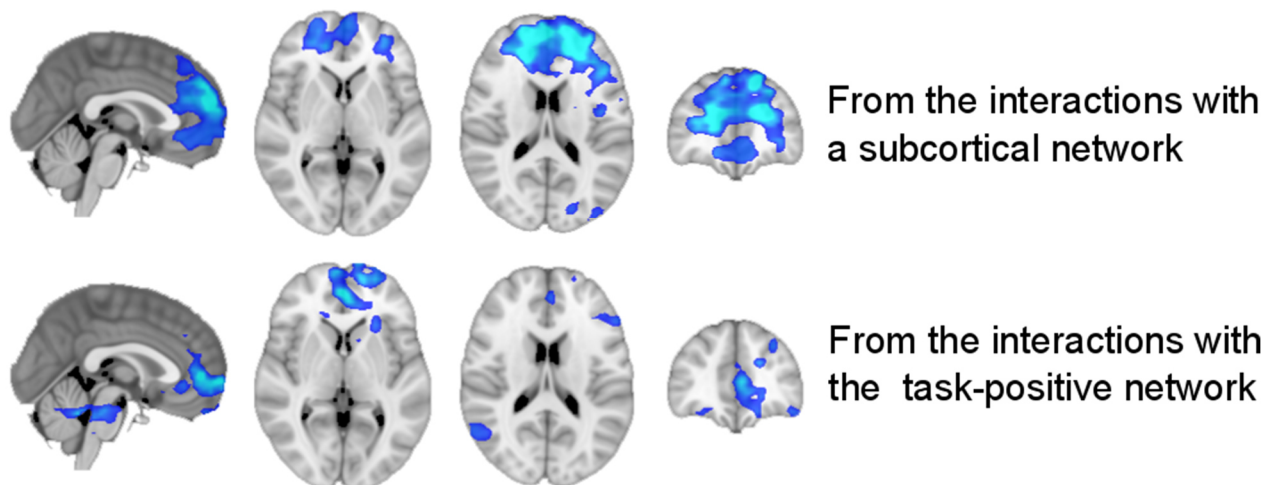 From the interactions with
a subcortical network
From the interactions with
the task-positive network